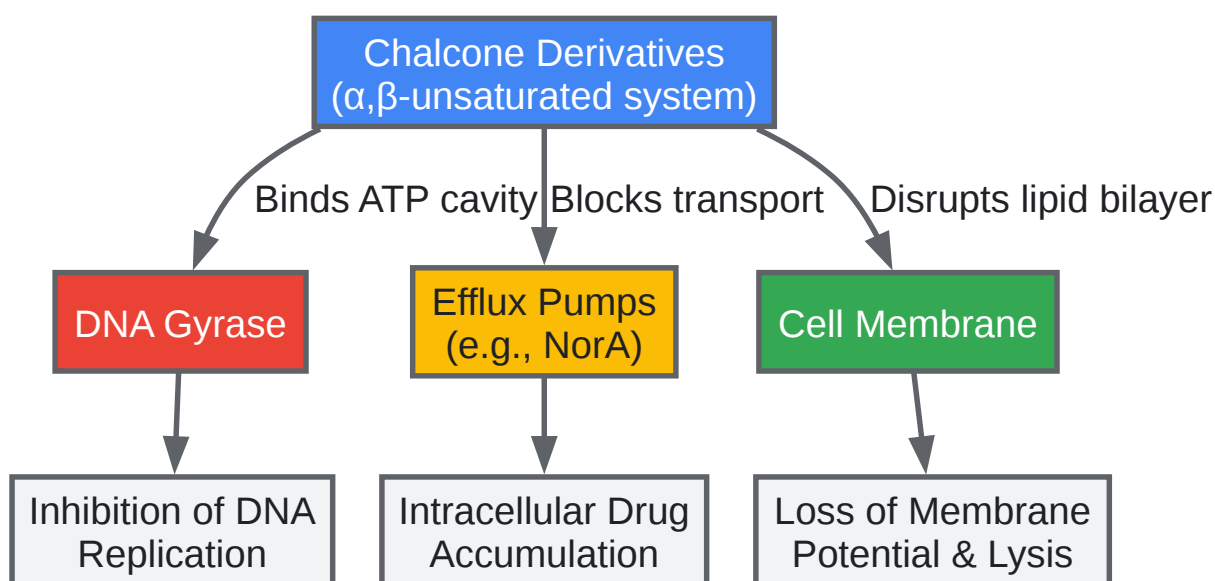 Chalcone Derivatives
(α,β-unsaturated system)
Binds ATP cavity
Blocks transport
Disrupts lipid bilayer
DNA Gyrase
Efflux Pumps
(e.g., NorA)
Cell Membrane
Inhibition of DNA
Replication
Intracellular Drug
Accumulation
Loss of Membrane
Potential & Lysis